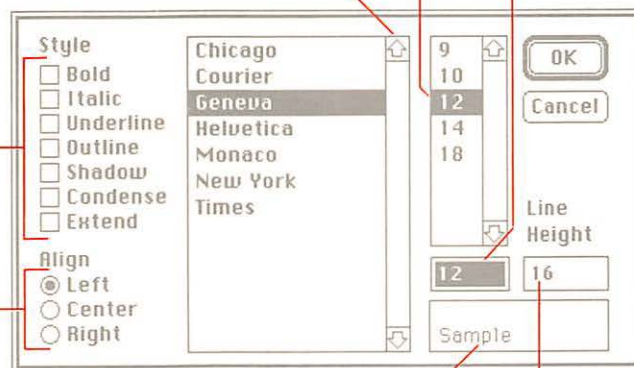 Style
Bold
Italic
Underline
Outline
Shadow
Condense
Extend
Align
Left
Center
Right
Chicago
Courier
Geneva
Helvetica
Monaco
New York
Times
9
10
12
14
18
12
OK
Cancel
Line
Height
16
Sample